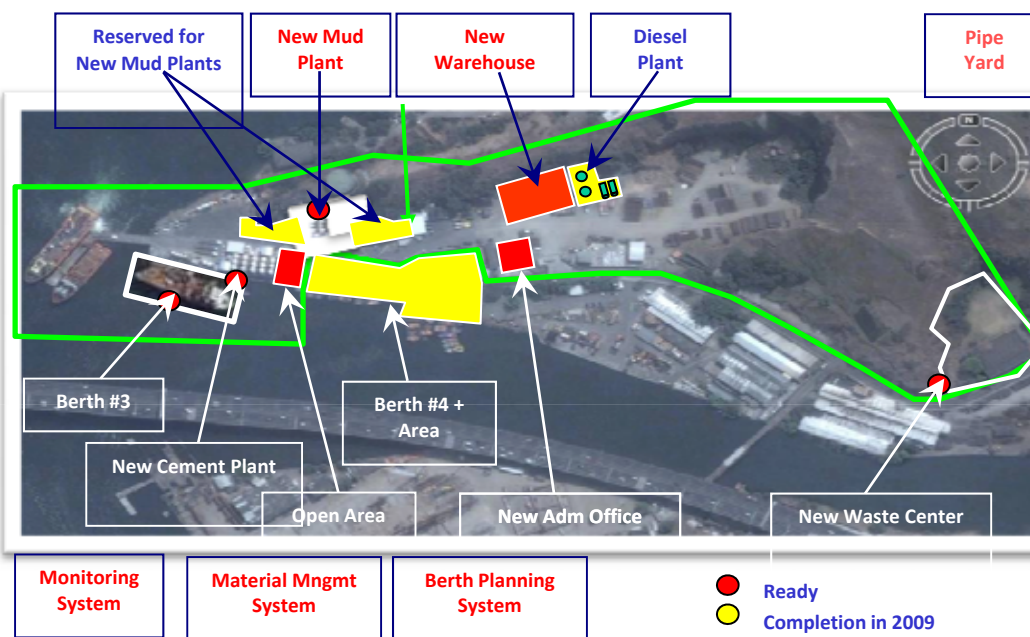 Reserved for
New Mud Plants
New Mud
Plant
New
Warehouse
Diesel
Plant
Pipe
Yard
N
Berth #3
New Cement Plant
Open Area
Berth #4 +
Area
New Adm Office
New Waste Center
Monitoring
System
Material Mngmt
System
Berth Planning
System
Ready
Completion in 2009